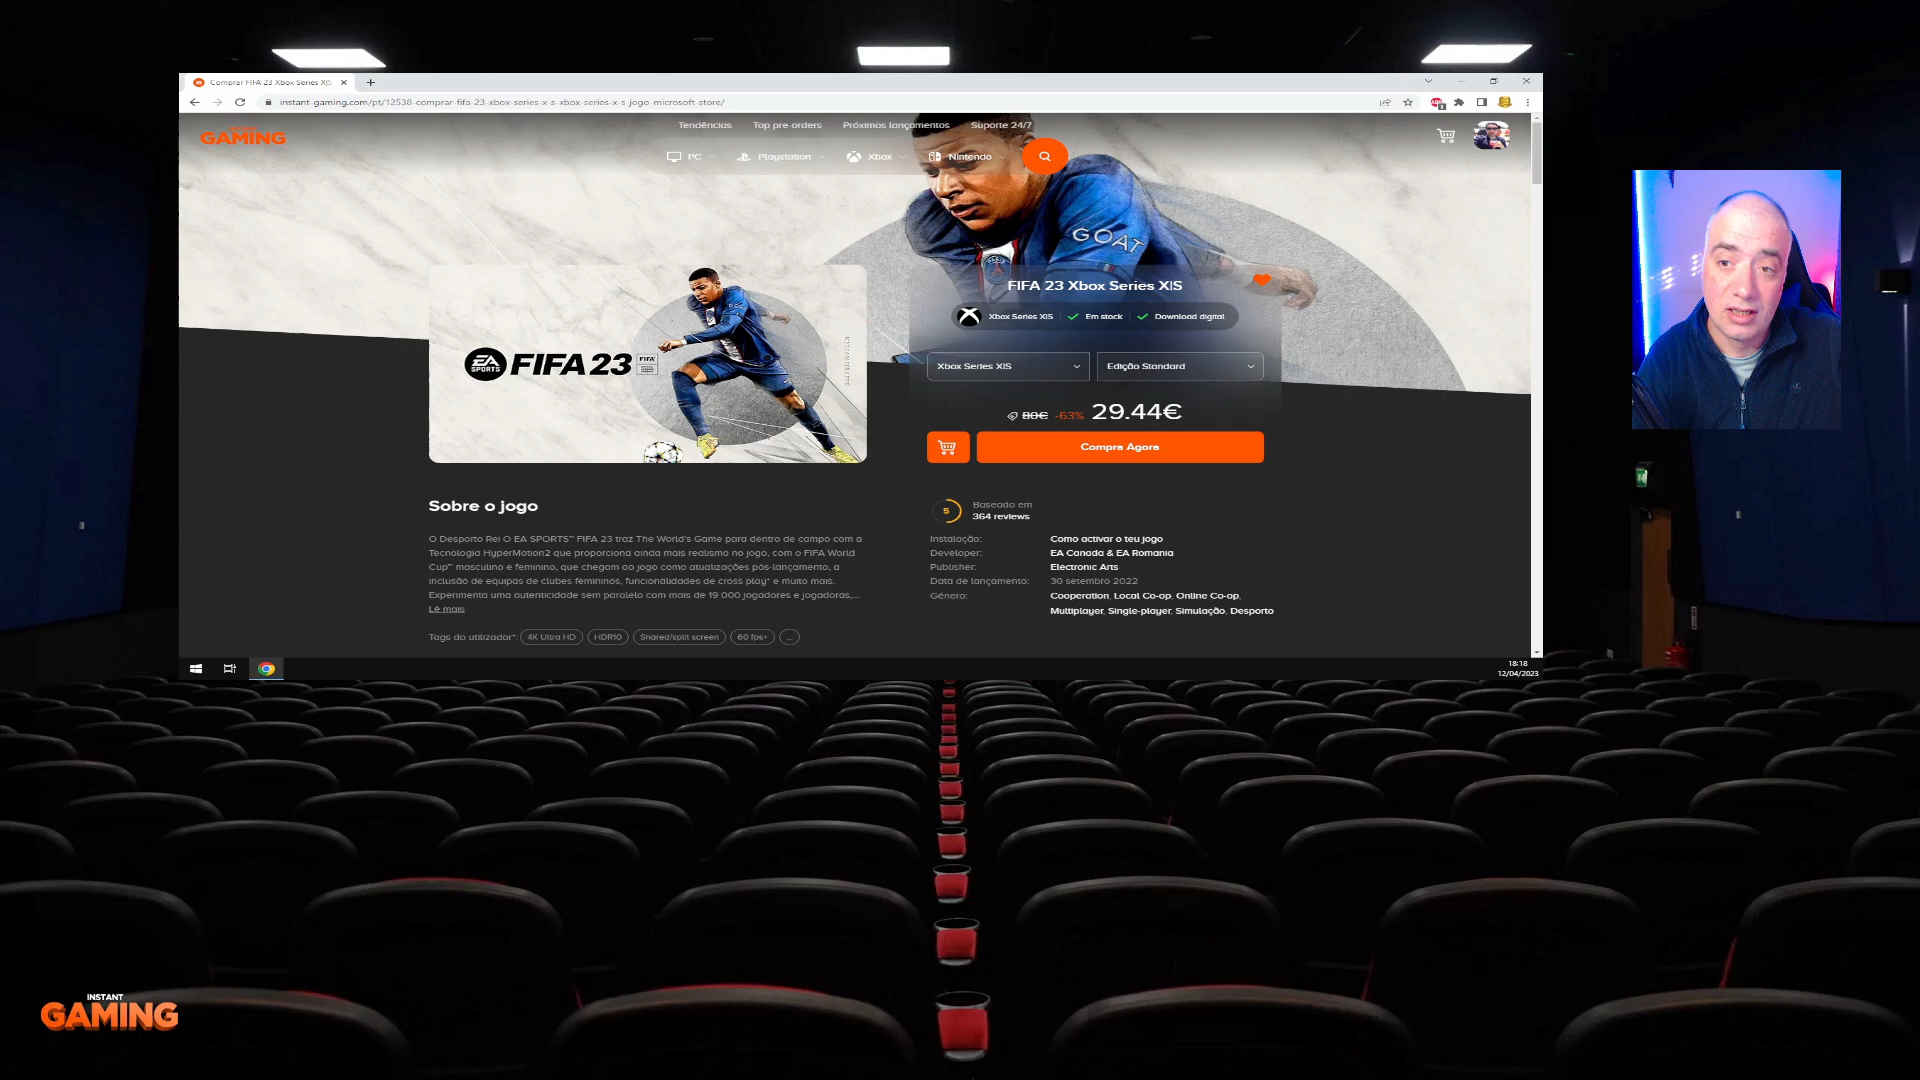 Comprar FIFA 23 Xbox Series X|S
instant-gaming.com/pt/12538-comprar-fifa-23-xbox-series-x-s-xbox-series-x-s-jogo-microsoft-store/
GAMING
Tendências Top pre-orders Próximos lançamentos Suporte 24/7
PC Playstation Xbox Nintendo
GOAT
EA SPORTS FIFA 23 FIFA
FIFA 23 Xbox Series X|S
Xbox Series X|S Em stock Download digital
Xbox Series X|S Edição Standard
80€ -63% 29.44€
Compra Agora
Sobre o jogo
O Desporto Rei O EA SPORTS™ FIFA 23 traz The World's Game para dentro de campo com a
Tecnologia HyperMotion2 que proporciona ainda mais realismo no jogo, com o FIFA World
Cup™ masculino e feminino, que chegam ao jogo como atualizações pós-lançamento, a
inclusão de equipas de clubes femininos, funcionalidades de cross play* e muito mais.
Experimenta uma autenticidade sem paralelo com mais de 19 000 jogadores e jogadoras,...
Lê mais
Tags do utilizador*: 4K Ultra HD HDR10 Shared/split screen 60 fps+ ...
5 Baseado em
364 reviews
Instalação: Como activar o teu jogo
Developer: EA Canada & EA Romania
Publisher: Electronic Arts
Data de lançamento: 30 setembro 2022
Género: Cooperation, Local Co-op, Online Co-op,
Multiplayer, Single-player, Simulação, Desporto
18:18
12/04/2023
INSTANT
GAMING